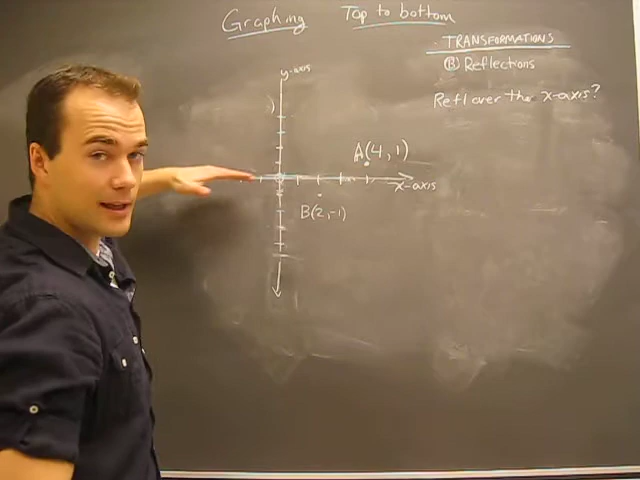 Graphing Top to bottom
TRANSFORMATIONS
B Reflections
Refl over the x-axis?
y-axis
A(4,1)
x-axis
B(2,-1)